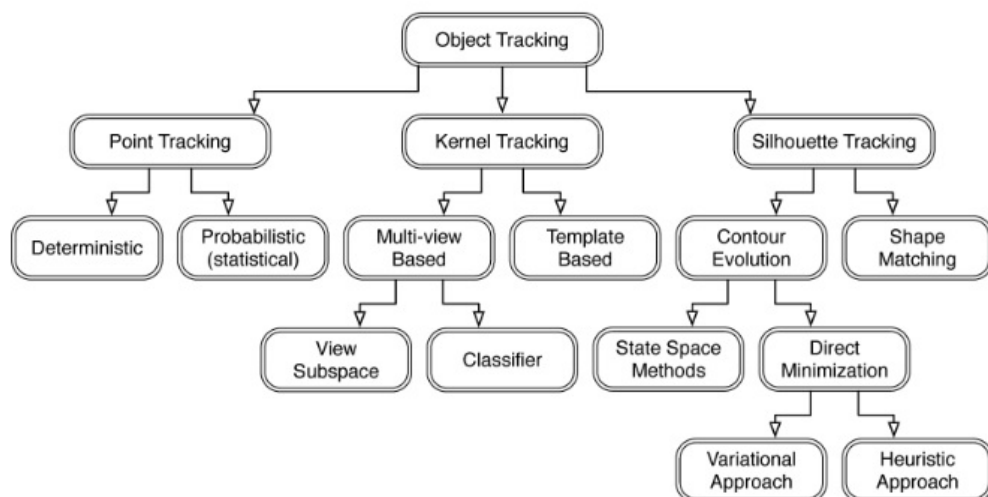 Object Tracking
Point Tracking
Kernel Tracking
Silhouette Tracking
Deterministic
Probabilistic
(statistical)
Multi-view
Based
Template
Based
Contour
Evolution
Shape
Matching
View
Subspace
Classifier
State Space
Methods
Direct
Minimization
Variational
Approach
Heuristic
Approach